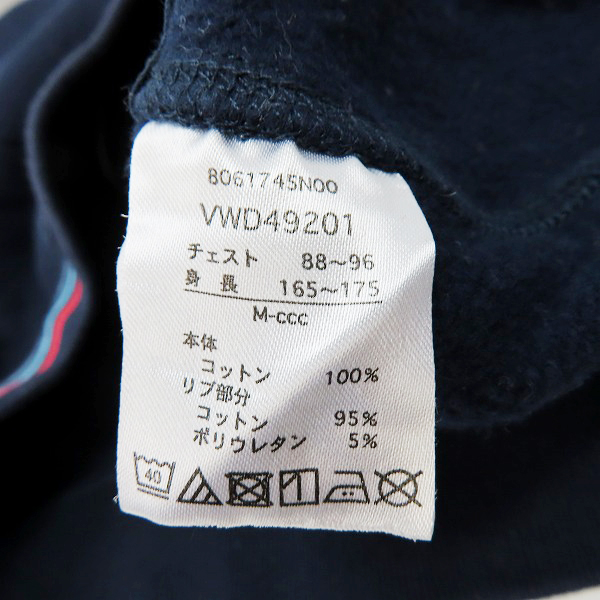 8061745N00
VWD49201
チェスト 88～96
身長 165～175
M-ccc
本体
コットン 100%
リブ部分
コットン 95%
ポリウレタン 5%
40